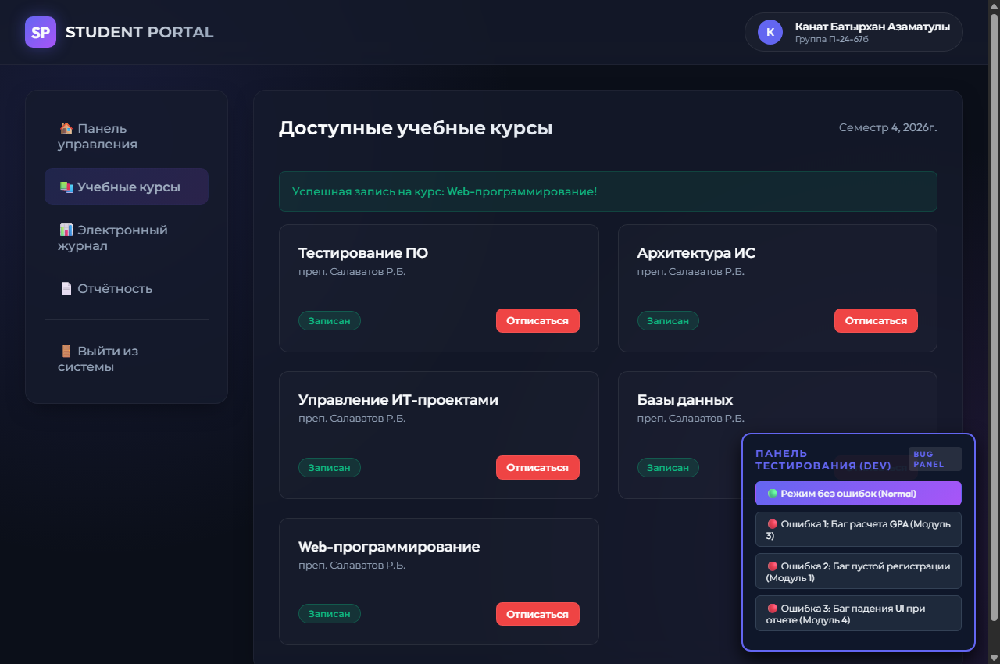 SP STUDENT PORTAL
К
Канат Батырхан Азаматулы
Группа П-24-67б
Панель
управления
Учебные курсы
Электронный
журнал
Отчётность
Выйти из
системы
Доступные учебные курсы
Семестр 4, 2026г.
Успешная запись на курс: Web-программирование!
Тестирование ПО
преп. Салаватов Р.Б.
Записан
Отписаться
Архитектура ИС
преп. Салаватов Р.Б.
Записан
Отписаться
Управление ИТ-проектами
преп. Салаватов Р.Б.
Записан
Отписаться
Базы данных
преп. Салаватов Р.Б.
Записан
Web-программирование
преп. Салаватов Р.Б.
Записан
Отписаться
ПАНЕЛЬ
ТЕСТИРОВАНИЯ (DEV)
BUG
PANEL
Режим без ошибок (Normal)
Ошибка 1: Баг расчета GPA (Модуль
3)
Ошибка 2: Баг пустой регистрации
(Модуль 1)
Ошибка 3: Баг падения UI при
отчете (Модуль 4)